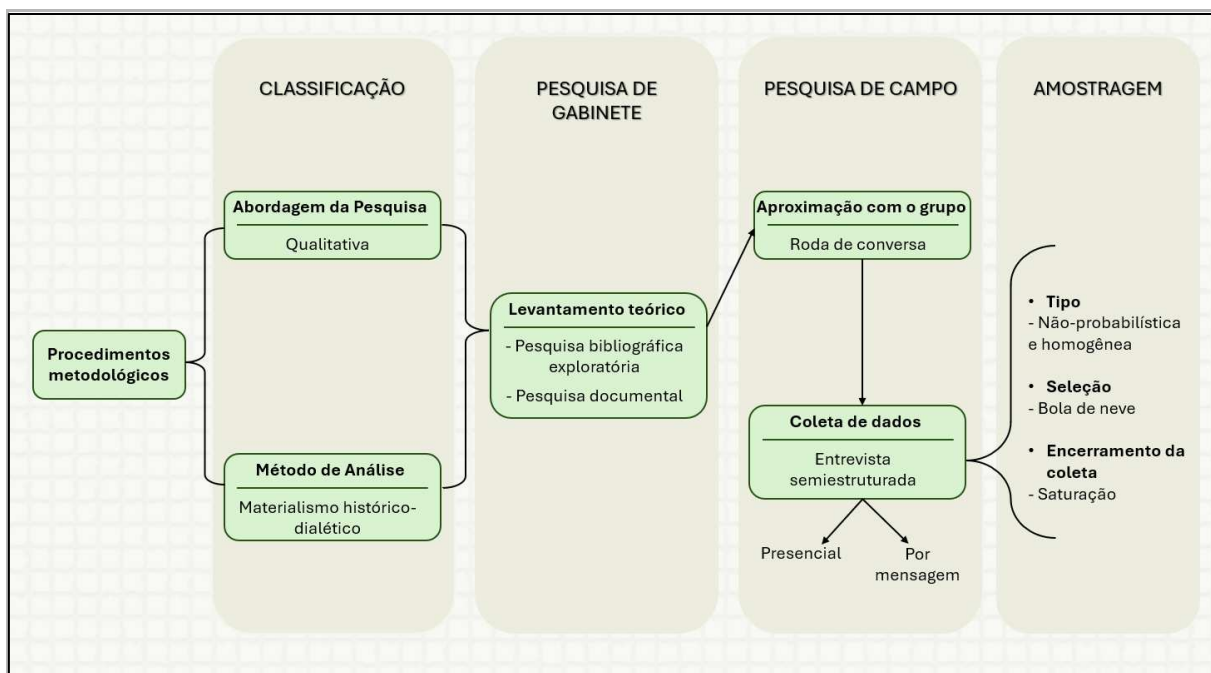 CLASSIFICAÇÃO
PESQUISA DE
GABINETE
PESQUISA DE CAMPO
AMOSTRAGEM
Procedimentos
metodológicos
Abordagem da Pesquisa
Qualitativa
Método de Análise
Materialismo histórico-
dialético
Levantamento teórico
- Pesquisa bibliográfica
exploratória
- Pesquisa documental
Aproximação com o grupo
Roda de conversa
Coleta de dados
Entrevista
semiestruturada
Presencial
Por
mensagem
• Tipo
- Não-probabilística
e homogênea
• Seleção
- Bola de neve
• Encerramento da
coleta
- Saturação